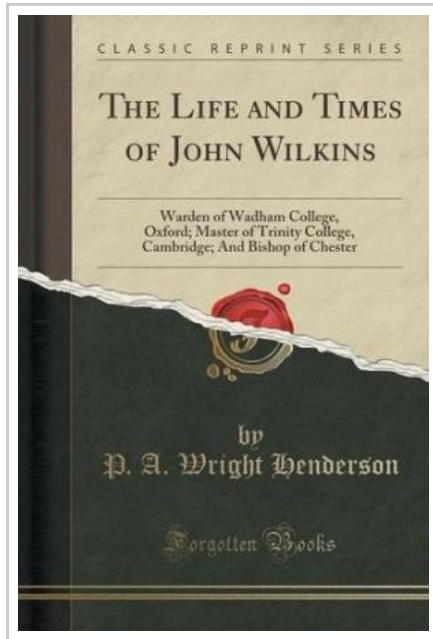 CLASSIC REPRINT SERIES
THE LIFE AND TIMES
OF JOHN WILKINS
Warden of Wadham College,
Oxford; Master of Trinity College,
Cambridge; And Bishop of Chester
by
P. A. Wright Henderson
Forgotten Books